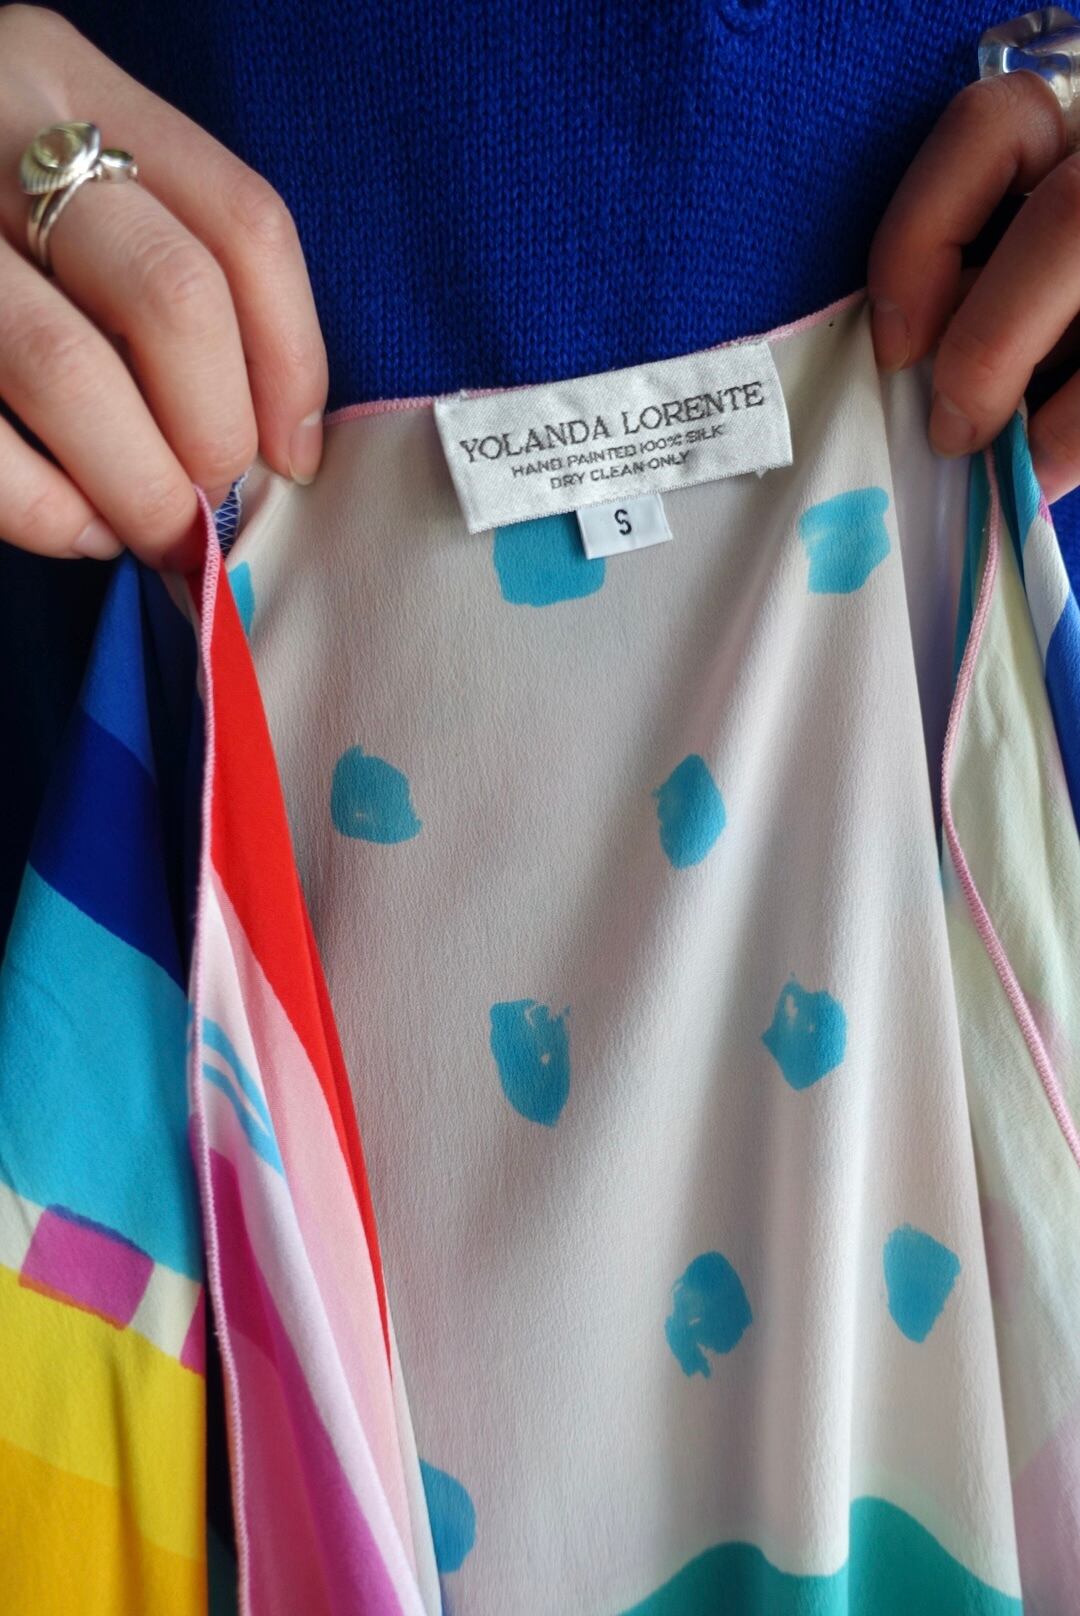 YOLANDA LORENTE
HAND PAINTED 100% SILK
DRY CLEAN ONLY
S